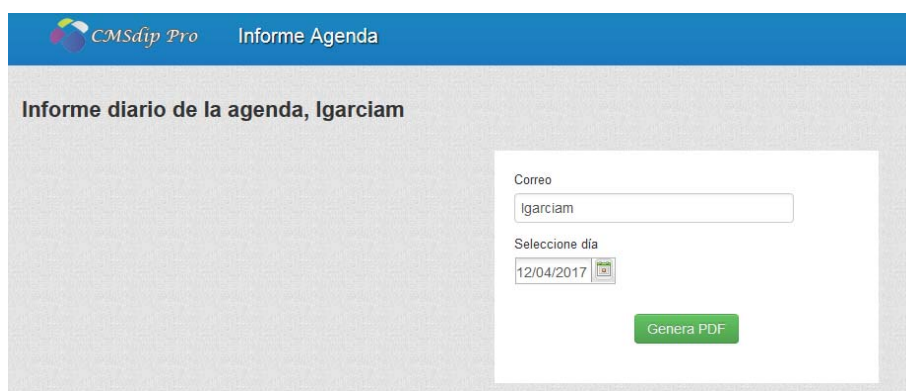 CMSdip Pro Informe Agenda
Informe diario de la agenda, lgarciam
Correo
lgarciam
Seleccione día
12/04/2017
Genera PDF